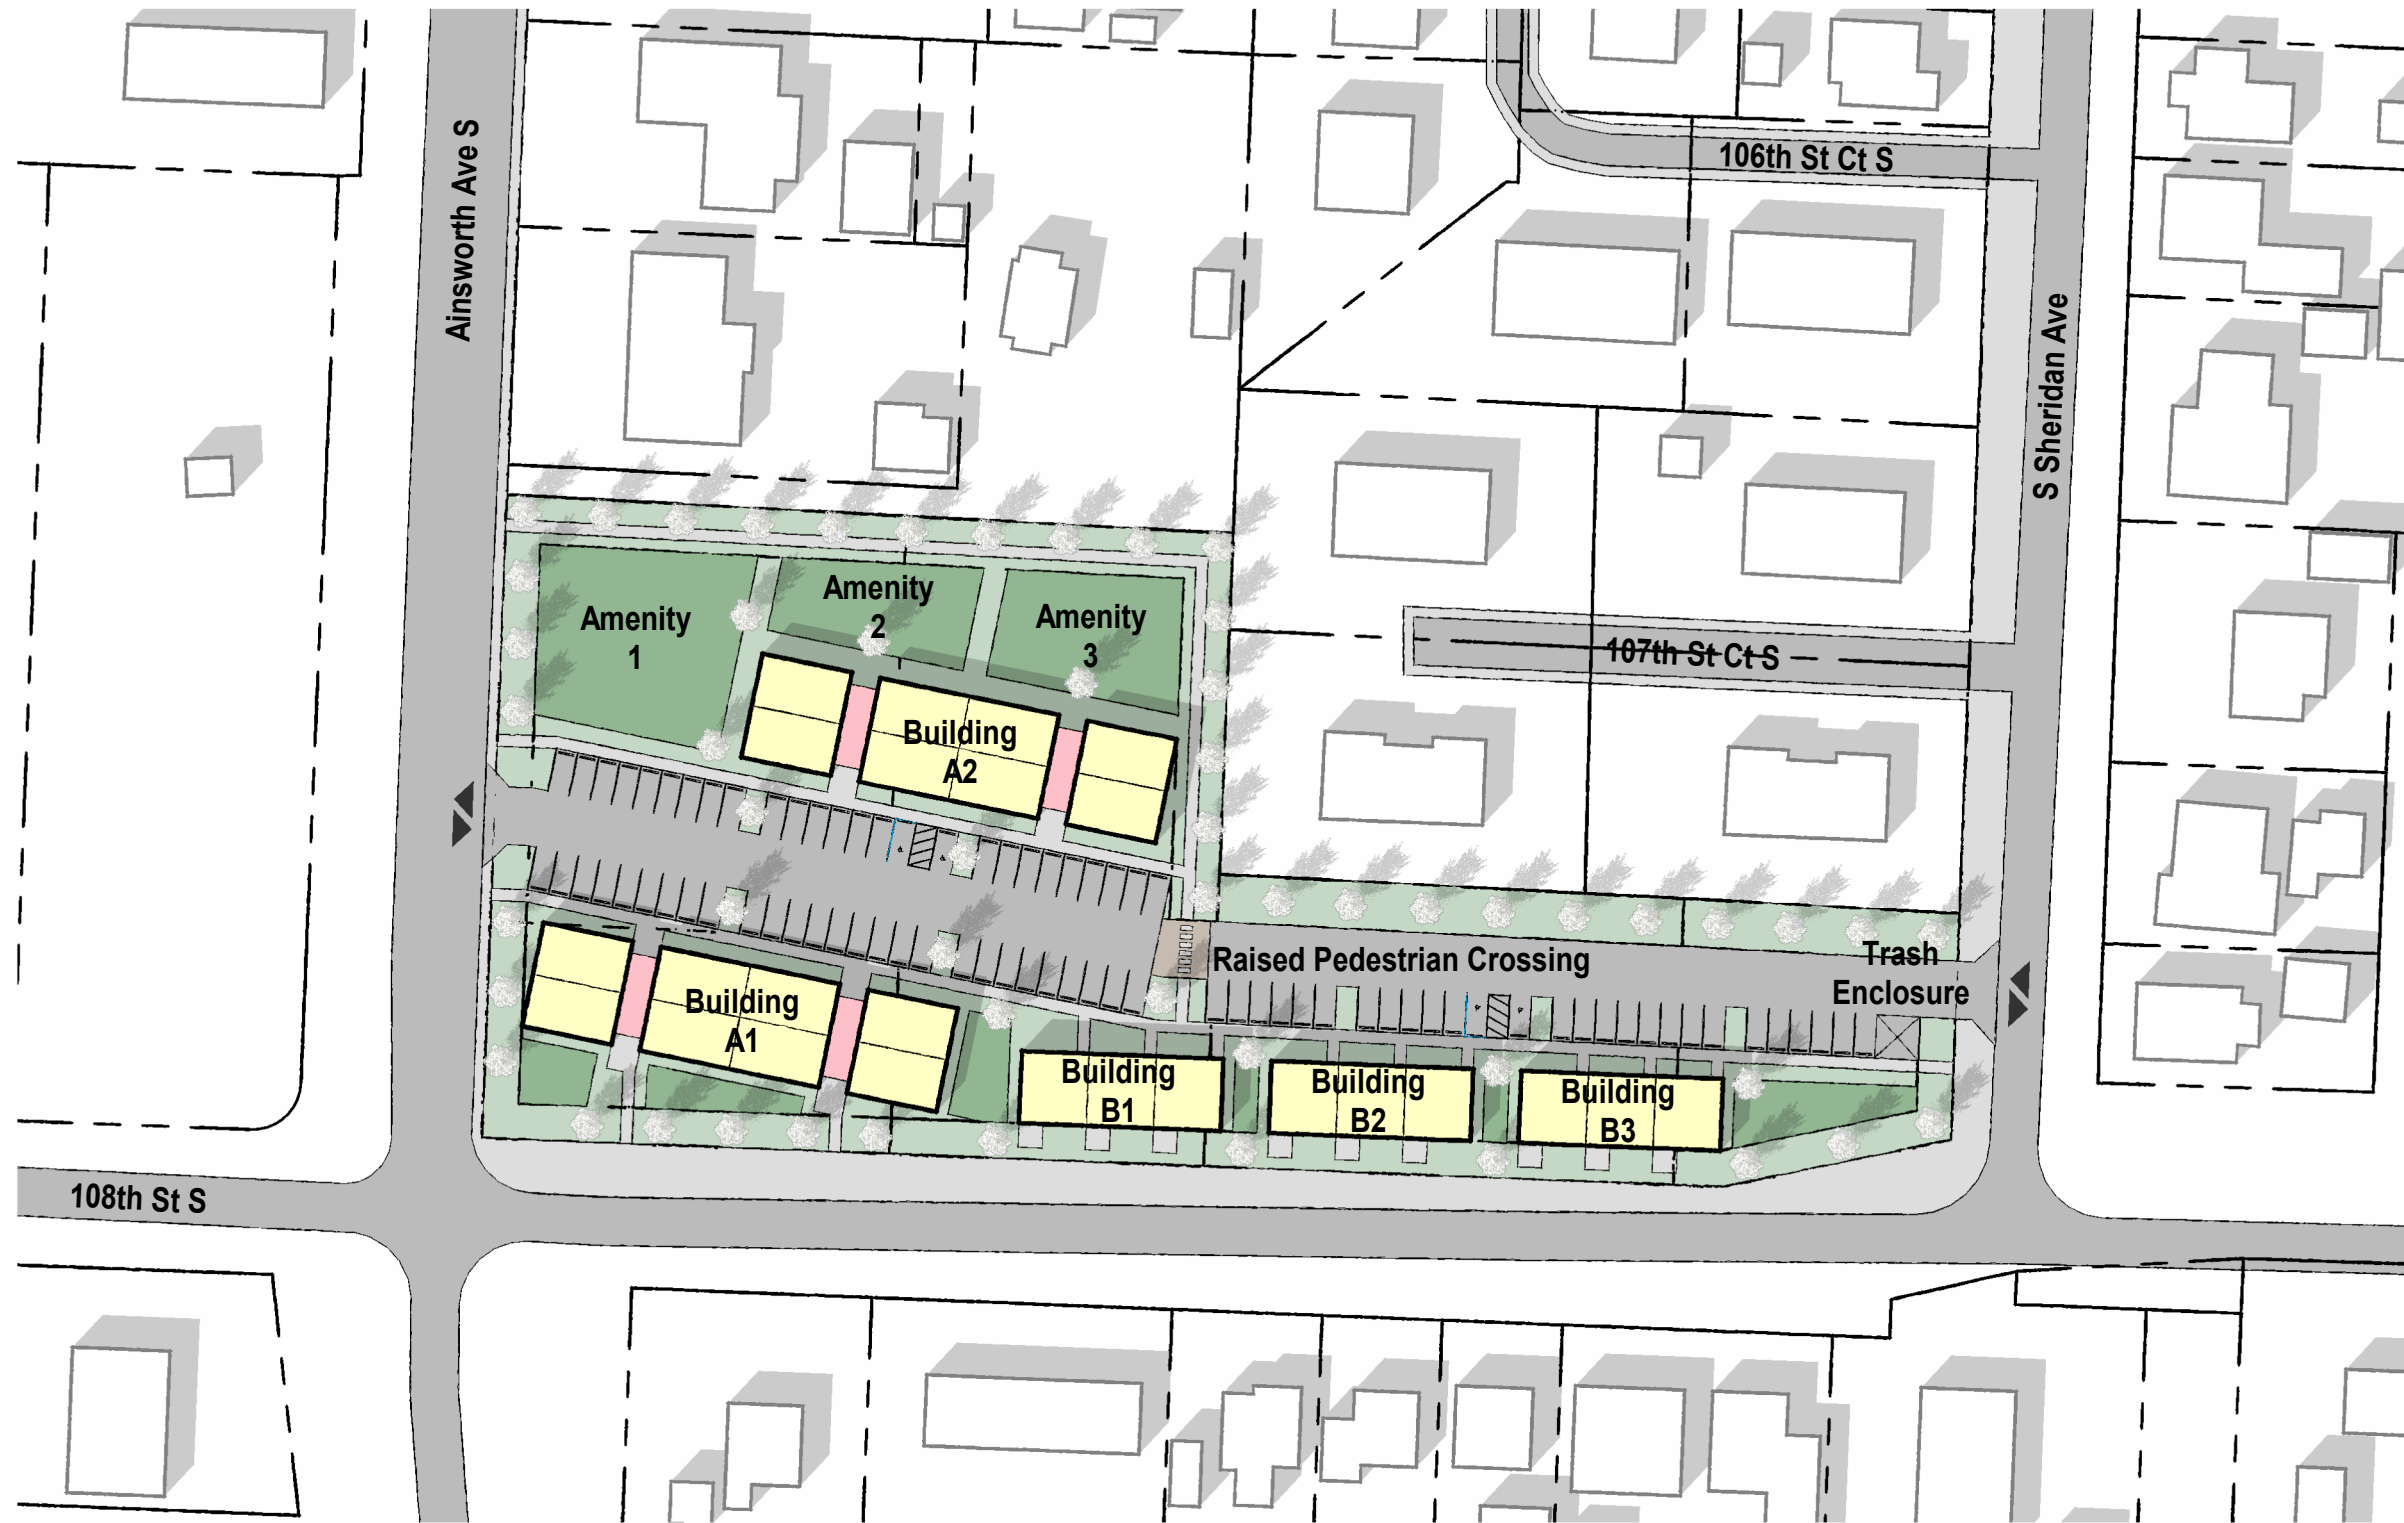 Ainsworth Ave S
106th St Ct S
S Sheridan Ave
Amenity
1
Amenity
2
Amenity
3
107th St Ct S
Building
A2
Raised Pedestrian Crossing
Trash
Enclosure
Building
A1
Building
B1
Building
B2
Building
B3
108th St S